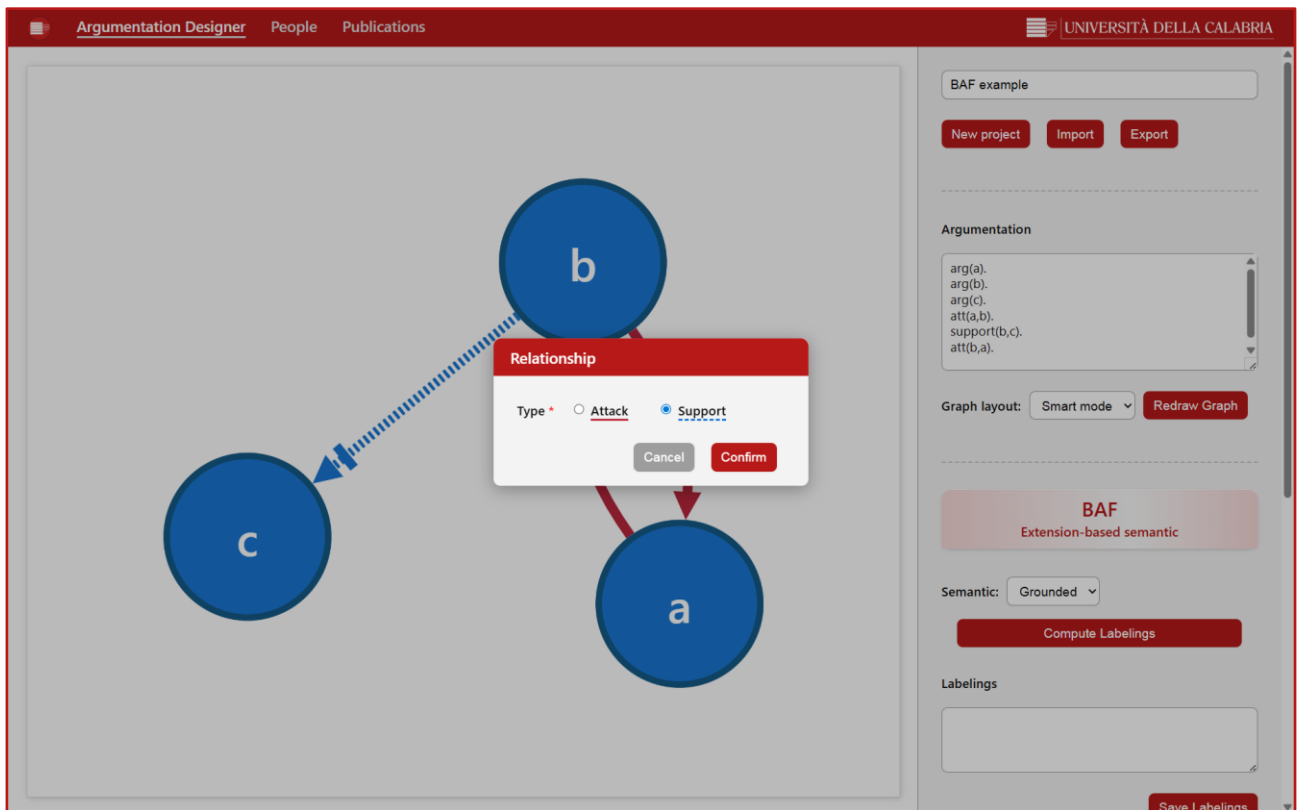 Argumentation Designer People Publications
UNIVERSITÀ DELLA CALABRIA
b
c
a
Relationship
Type * Attack Support
Cancel Confirm
BAF example
New project Import Export
Argumentation
arg(a).
arg(b).
arg(c).
att(a,b).
support(b,c).
att(b,a).
Graph layout: Smart mode Redraw Graph
BAF
Extension-based semantic
Semantic: Grounded
Compute Labelings
Labelings
Save Labelings